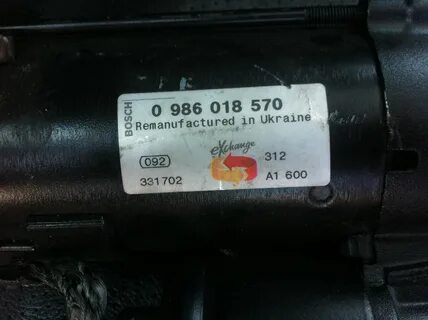 BOSCH
0 986 018 570
Remanufactured in Ukraine
eXchange
092 312
331702 A1 600